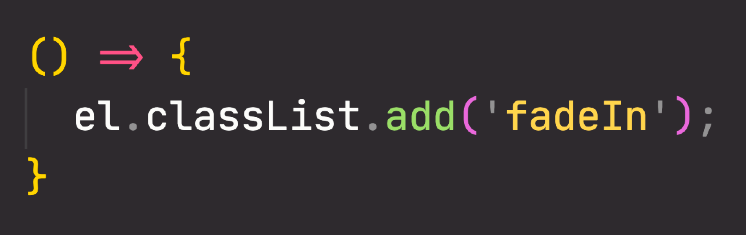 () => {
  el.classList.add('fadeIn');
}